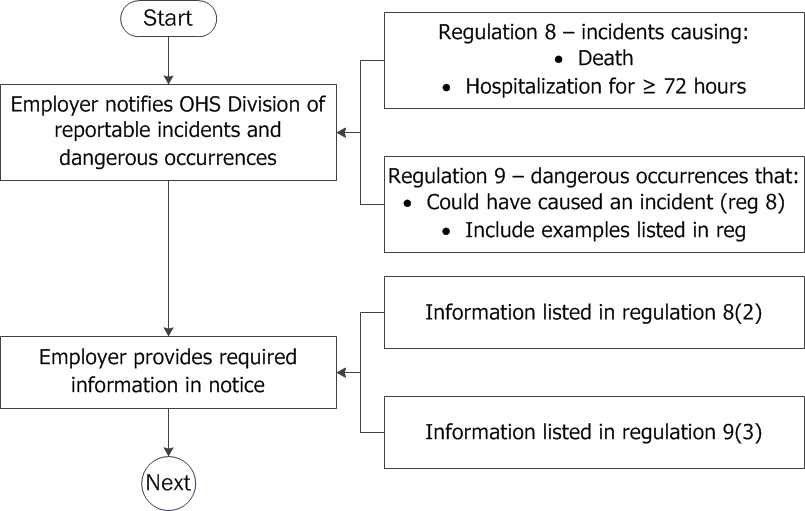 Start
Employer notifies OHS Division of
reportable incidents and
dangerous occurrences
Regulation 8 – incidents causing:
• Death
• Hospitalization for ≥ 72 hours
Regulation 9 – dangerous occurrences that:
• Could have caused an incident (reg 8)
• Include examples listed in reg
Employer provides required
information in notice
Information listed in regulation 8(2)
Information listed in regulation 9(3)
Next